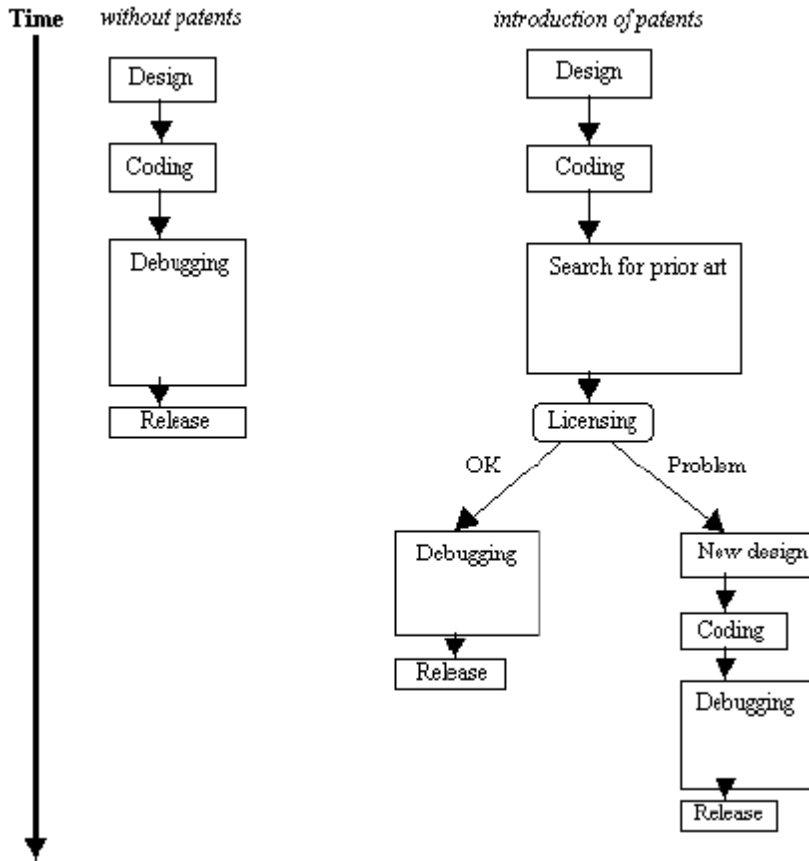 Time
without patents
introduction of patents
Design
Coding
Debugging
Release
Design
Coding
Search for prior art
Licensing
OK
Problem
Debugging
Release
New design
Coding
Debugging
Release